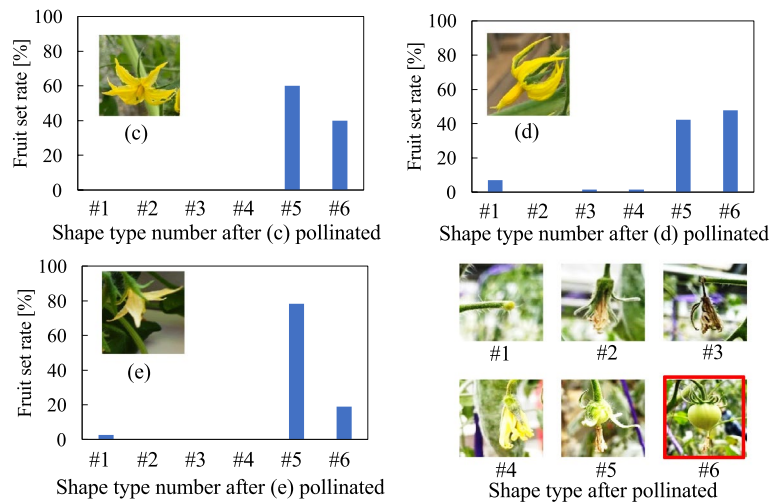 Fruit set rate [%]
100
80
60
40
20
0
(c)
#1 #2 #3 #4 #5 #6
Shape type number after (c) pollinated
Fruit set rate [%]
100
80
60
40
20
0
(d)
#1 #2 #3 #4 #5 #6
Shape type number after (d) pollinated
Fruit set rate [%]
100
80
60
40
20
0
(e)
#1 #2 #3 #4 #5 #6
Shape type number after (e) pollinated
#1 #2 #3
#4 #5 #6
Shape type after pollinated